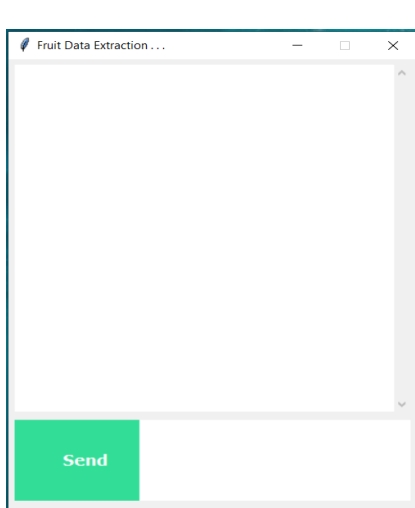 Fruit Data Extraction . . .
Send